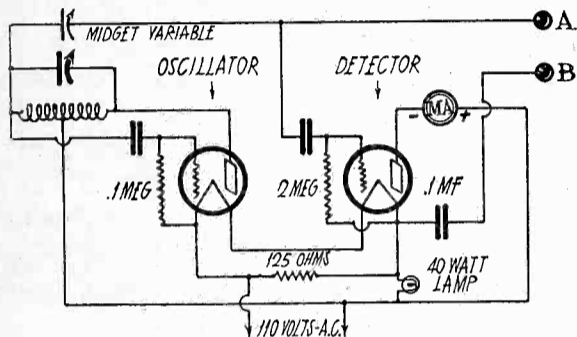 MIDGET VARIABLE
A.
B
OSCILLATOR
DETECTOR
- MA +
.1 MEG
2 MEG
.1 MF
125 OHMS
40 WATT
LAMP
110 VOLTS-A.C.